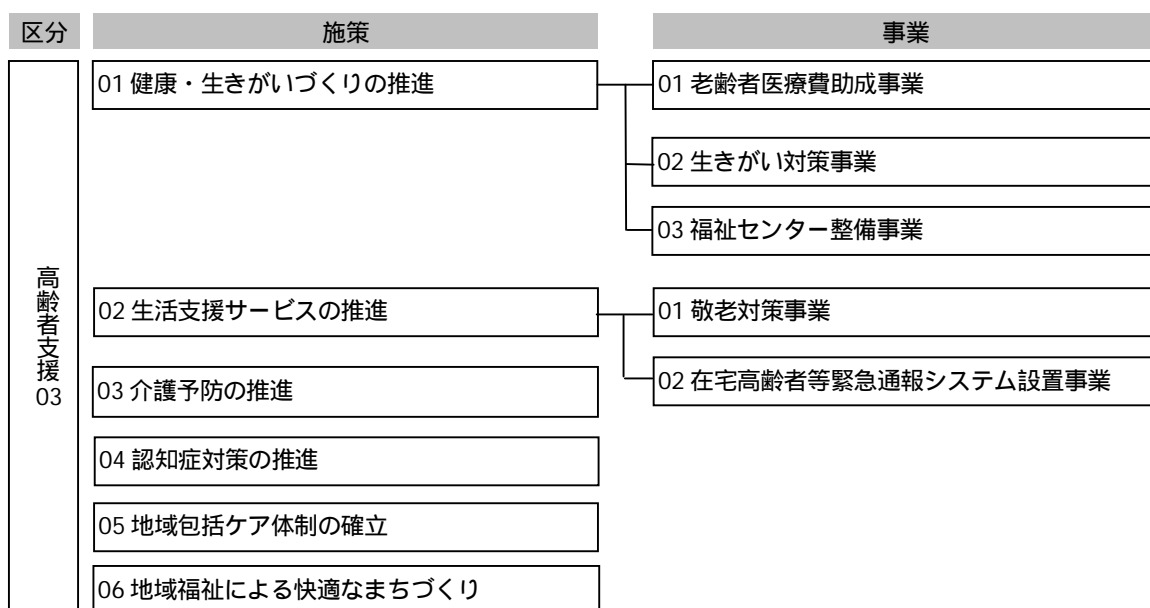 区分
施策
事業
高齢者支援03
01 健康・生きがいづくりの推進
01 老齢者医療費助成事業
02 生きがい対策事業
03 福祉センター整備事業
02 生活支援サービスの推進
01 敬老対策事業
02 在宅高齢者等緊急通報システム設置事業
03 介護予防の推進
04 認知症対策の推進
05 地域包括ケア体制の確立
06 地域福祉による快適なまちづくり